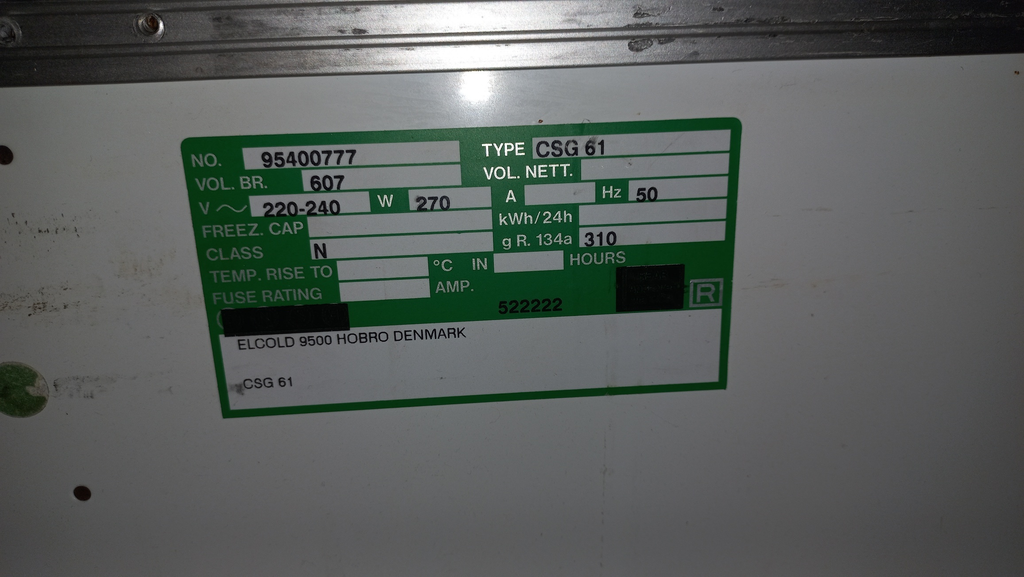 NO. 95400777 TYPE CSG 61
VOL. BR. 607 VOL. NETT.
V ~ 220-240 W 270 A Hz 50
FREEZ. CAP kWh/24h
CLASS N g R. 134a 310
TEMP. RISE TO °C IN HOURS
FUSE RATING AMP.
522222 R
ELCOLD 9500 HOBRO DENMARK
CSG 61